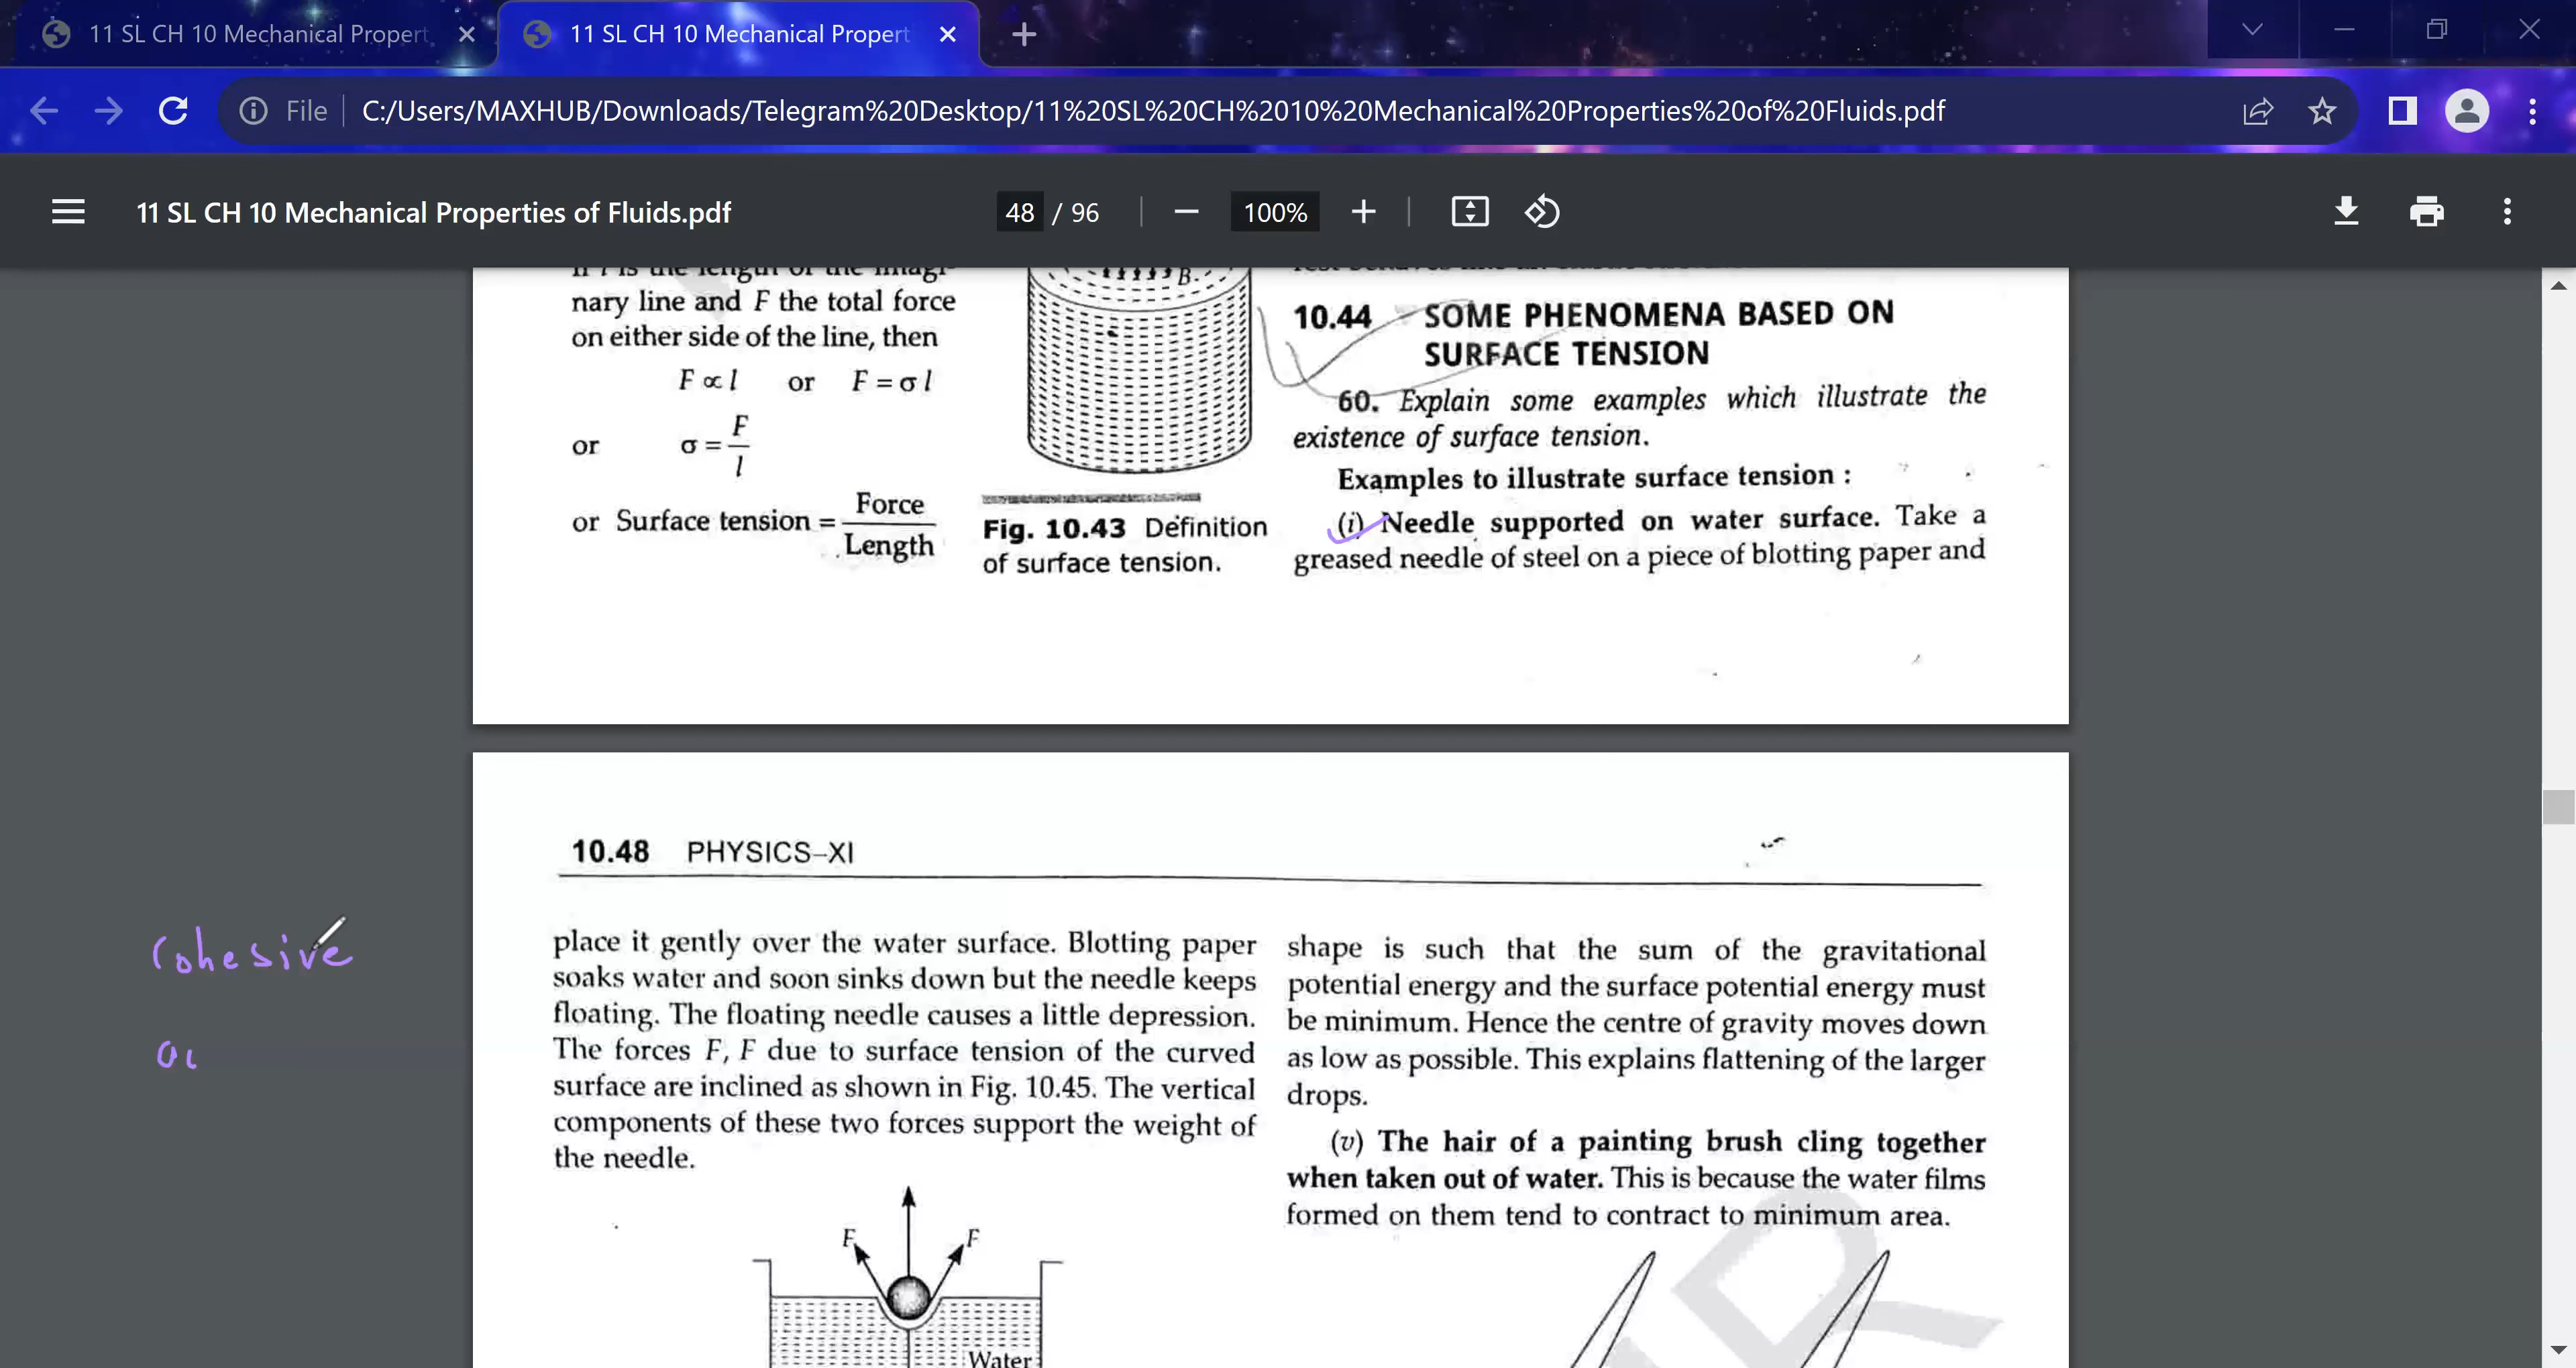 11 SL CH 10 Mechanical Propert
11 SL CH 10 Mechanical Propert
File C:/Users/MAXHUB/Downloads/Telegram%20Desktop/11%20SL%20CH%2010%20Mechanical%20Properties%20of%20Fluids.pdf
11 SL CH 10 Mechanical Properties of Fluids.pdf
48 / 96
100%
If l is the length of the imagi-
nary line and F the total force
on either side of the line, then
F ∝ l or F = σ l
or σ = F / l
or Surface tension = Force / Length
B
Fig. 10.43 Definition
of surface tension.
10.44 SOME PHENOMENA BASED ON
SURFACE TENSION
60. Explain some examples which illustrate the
existence of surface tension.
Examples to illustrate surface tension :
(i) Needle supported on water surface. Take a
greased needle of steel on a piece of blotting paper and
10.48 PHYSICS–XI
Cohesive
place it gently over the water surface. Blotting paper
soaks water and soon sinks down but the needle keeps
floating. The floating needle causes a little depression.
The forces F, F due to surface tension of the curved
surface are inclined as shown in Fig. 10.45. The vertical
components of these two forces support the weight of
the needle.
F F
Water
shape is such that the sum of the gravitational
potential energy and the surface potential energy must
be minimum. Hence the centre of gravity moves down
as low as possible. This explains flattening of the larger
drops.
(v) The hair of a painting brush cling together
when taken out of water. This is because the water films
formed on them tend to contract to minimum area.